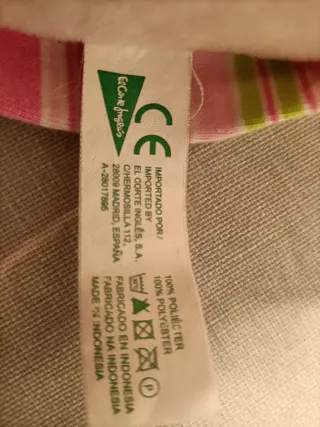 El Corte Inglés
CE
IMPORTADO POR/
IMPORTED BY
EL CORTE INGLÉS, S.A.
C/HERMOSILLA 112,
28009 MADRID, ESPAÑA
A-28017895
100% POLIÉCTER
100% POLYESTER
P
FABRICADO EN INDONESIA
FABRICADO NA INDONESIA
MADE IN INDONESIA